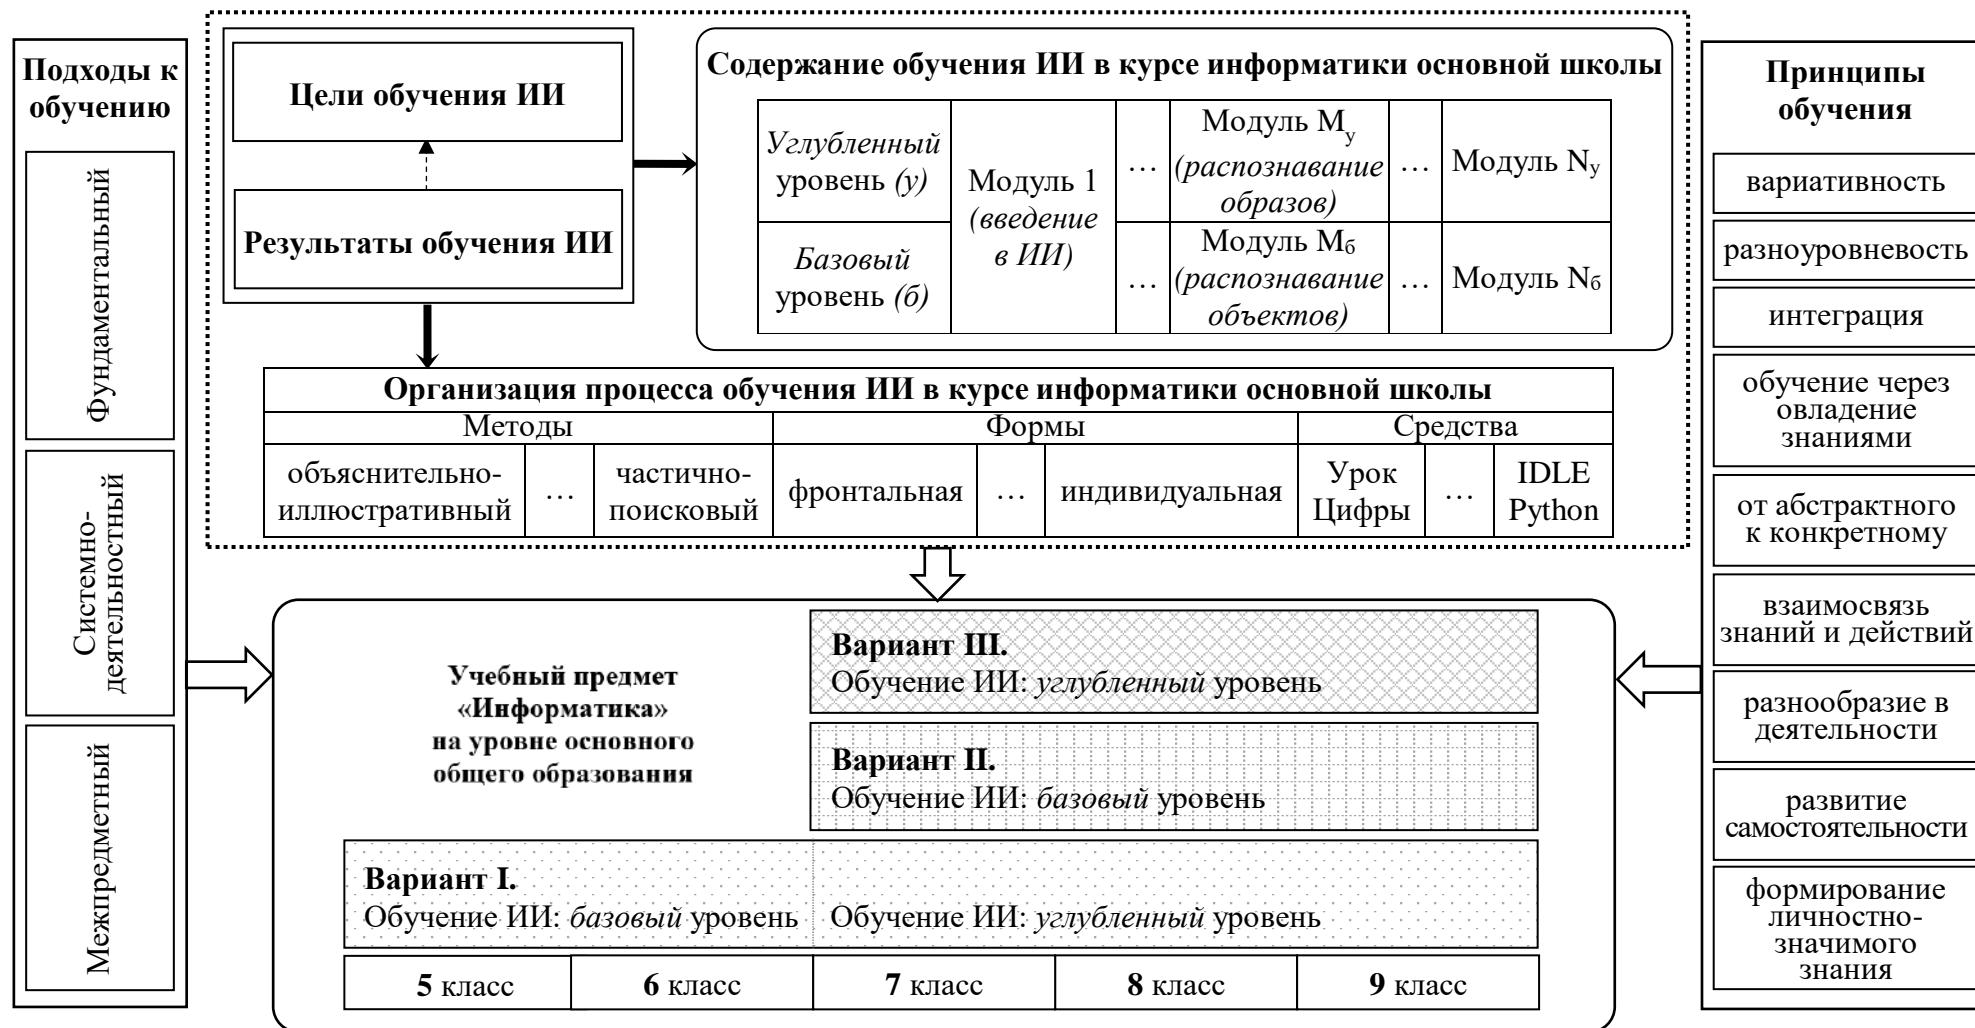 Подходы к
обучению
Фундаментальный
Системно-
деятельностный
Межпредметный
Цели обучения ИИ
Результаты обучения ИИ
Содержание обучения ИИ в курсе информатики основной школы
Углубленный
уровень (у)
Базовый
уровень (б)
Модуль 1
(введение
в ИИ)
…
Модуль Mу
(распознавание
образов)
…
Модуль Nу
…
Модуль Mб
(распознавание
объектов)
…
Модуль Nб
Организация процесса обучения ИИ в курсе информатики основной школы
Методы
Формы
Средства
объяснительно-
иллюстративный
…
частично-
поисковый
фронтальная
…
индивидуальная
Урок
Цифры
…
IDLE
Python
Учебный предмет
«Информатика»
на уровне основного
общего образования
Вариант III.
Обучение ИИ: углубленный уровень
Вариант II.
Обучение ИИ: базовый уровень
Вариант I.
Обучение ИИ: базовый уровень
Обучение ИИ: углубленный уровень
5 класс
6 класс
7 класс
8 класс
9 класс
Принципы
обучения
вариативность
разноуровневость
интеграция
обучение через
овладение
знаниями
от абстрактного
к конкретному
взаимосвязь
знаний и действий
разнообразие в
деятельности
развитие
самостоятельности
формирование
личностно-
значимого
знания